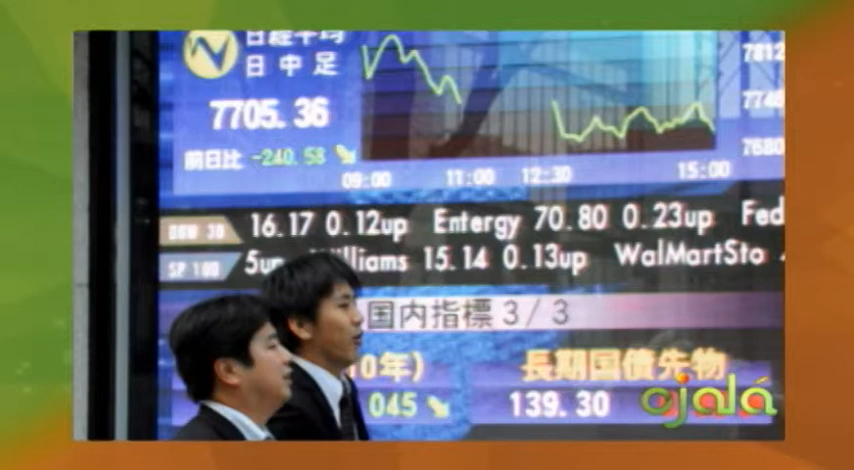 日経平均
日中足
7705.36
前日比 -240.58
7812
7746
7680
09:00 11:00 12:30 15:00
16.17 0.12up Entergy 70.80 0.23up Fed
SP 100 5up Williams 15.14 0.13up WalMartSto
国内指標 3/3
10年) 長期国債先物
045 139.30
ojalá